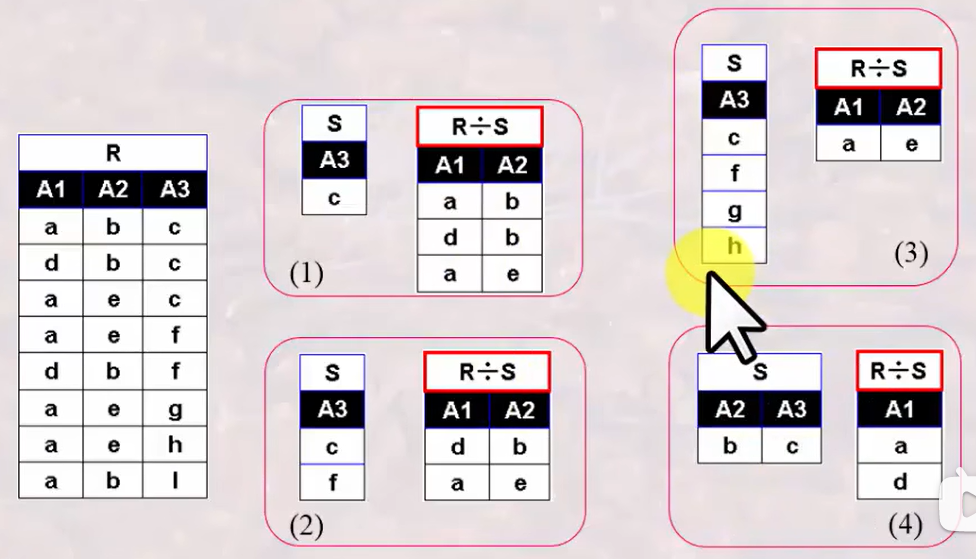 R
A1 A2 A3
a b c
d b c
a e c
a e f
d b f
a e g
a e h
a b l
S
A3
c
R÷S
A1 A2
a b
d b
a e
(1)
S
A3
c
f
R÷S
A1 A2
d b
a e
(2)
S
A3
c
f
g
h
R÷S
A1 A2
a e
(3)
S
A2 A3
b c
R÷S
A1
a
d
(4)